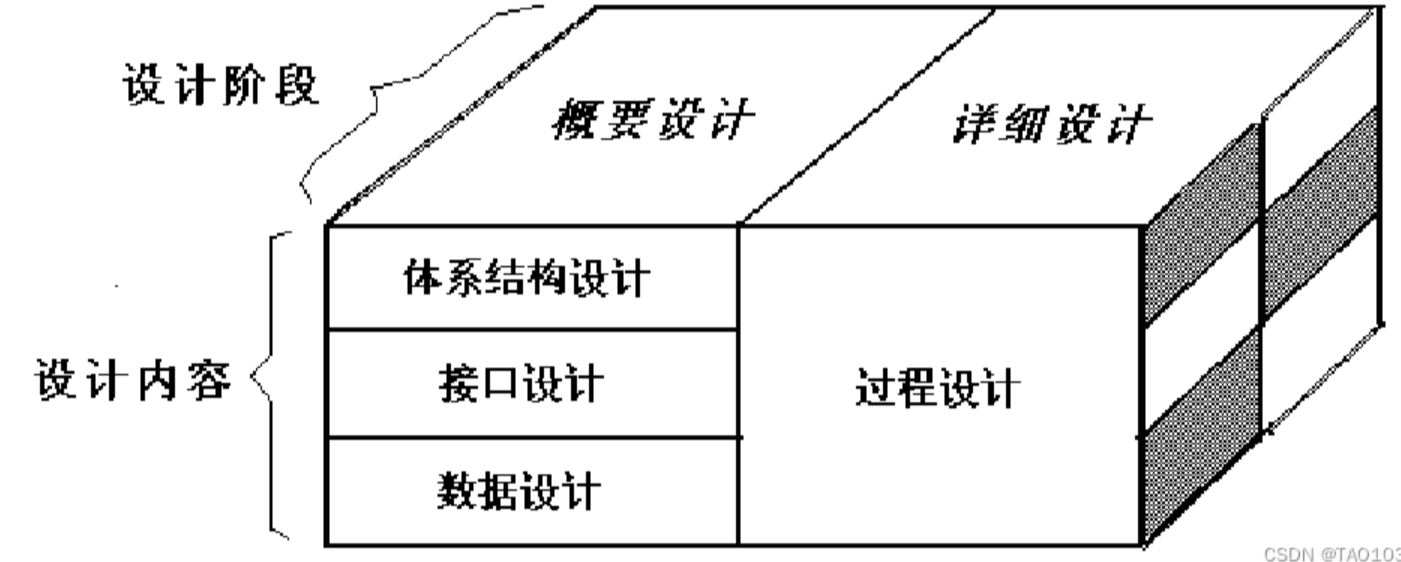 设计阶段
概要设计
详细设计
体系结构设计
设计内容
接口设计
过程设计
数据设计
CSDN @TAO103